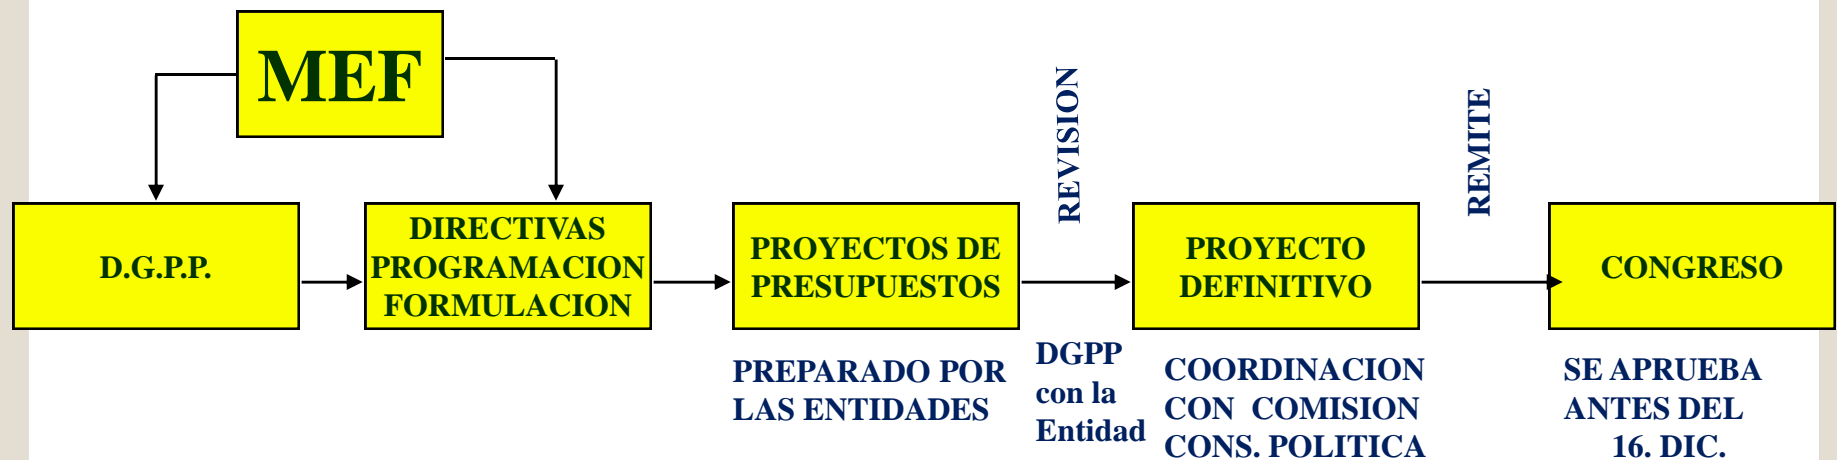 MEF
REVISION
REMITE
D.G.P.P.
DIRECTIVAS
PROGRAMACION
FORMULACION
PROYECTOS DE
PRESUPUESTOS
PROYECTO
DEFINITIVO
CONGRESO
PREPARADO POR
LAS ENTIDADES
DGPP
con la
Entidad
COORDINACION
CON COMISION
CONS. POLITICA
SE APRUEBA
ANTES DEL
16. DIC.